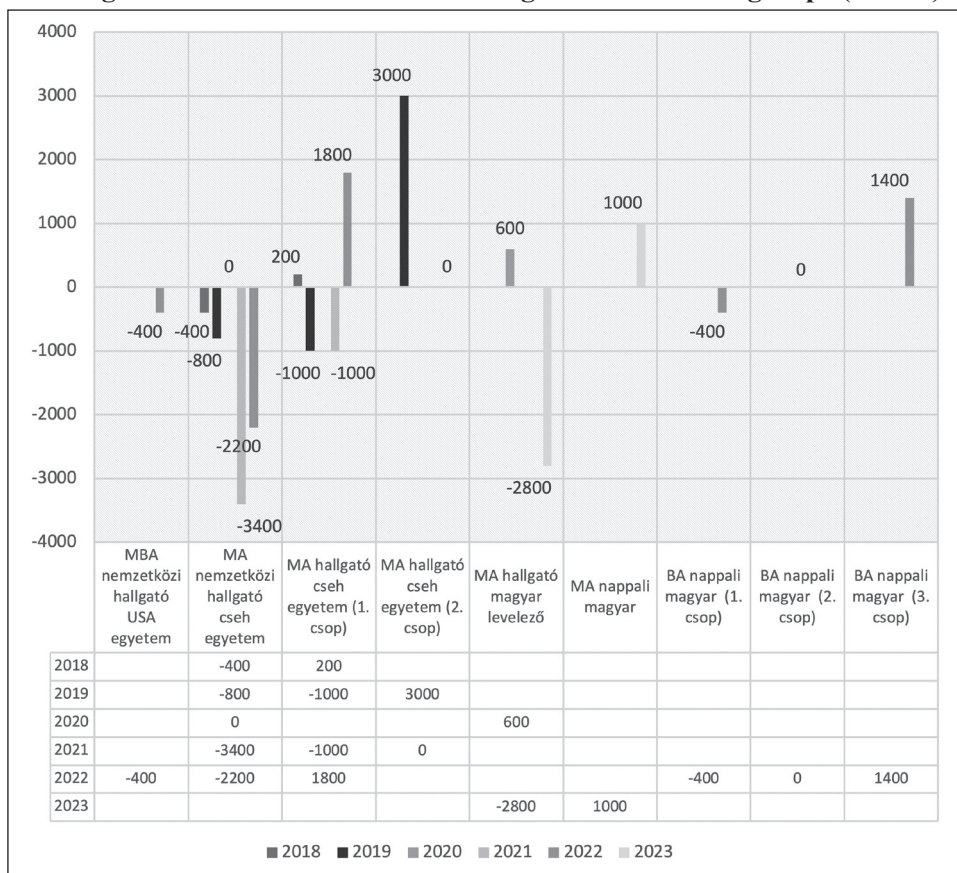 4000
3000
3000
2000
1800
1400
1000
1000
600
200
0
0
0
0
-400
-400
-400
-800
-1000
-1000
-1000
-2000
-2200
-2800
-3000
-3400
-4000
MBA nemzetközi hallgató USA egyetem
MA nemzetközi hallgató cseh egyetem
MA hallgató cseh egyetem (1. csop)
MA hallgató cseh egyetem (2. csop)
MA hallgató magyar levelező
MA nappali magyar
BA nappali magyar (1. csop)
BA nappali magyar (2. csop)
BA nappali magyar (3. csop)
2018 -400 200
2019 -800 -1000 3000
2020 0 600
2021 -3400 -1000 0
2022 -400 -2200 1800 -400 0 1400
2023 -2800 1000
2018 2019 2020 2021 2022 2023